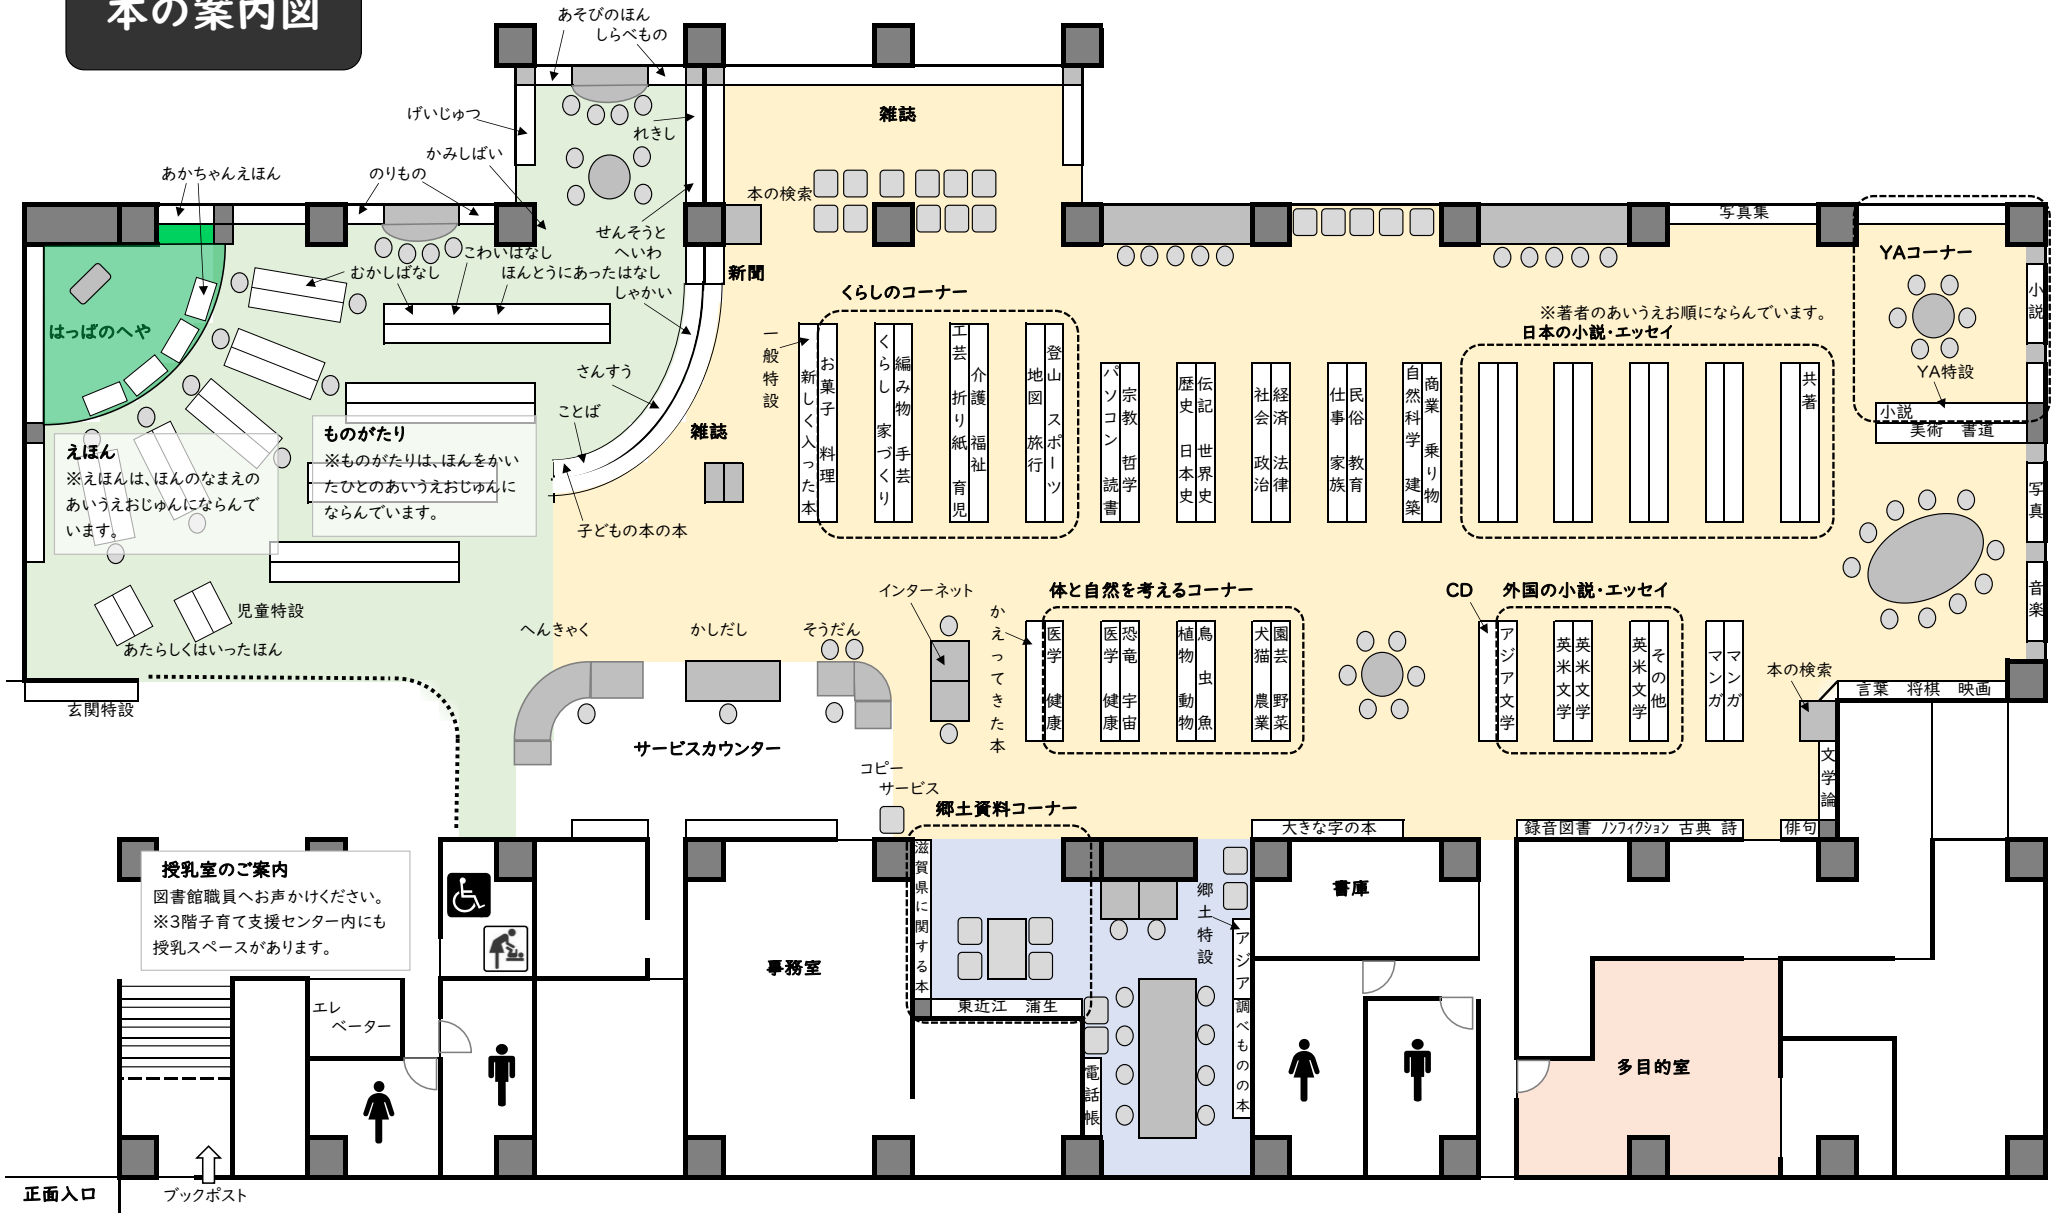 本の案内図
あそびのほん
しらべもの
げいじゅつ
れきし
かみしばい
あかちゃんえほん
のりもの
雑誌
本の検索
写真集
せんそうと
へいわ
こわいはなし
むかしばなし
ほんとうにあったはなし
しゃかい
新聞
YAコーナー
小説
くらしのコーナー
※著者のあいうえお順にならんでいます。
日本の小説・エッセイ
はっぱのへや
一般特設
新しく入った本
お菓子 料理
くらし 家づくり
編み物 手芸
工芸 折り紙
介護 福祉 育児
地図 旅行
登山 スポーツ
パソコン 読書
宗教 哲学
歴史 日本史
伝記 世界史
社会 政治
経済 法律
仕事 家族
民俗 教育
自然科学 建築
商業 乗り物
共著
YA特設
小説
美術 書道
さんすう
ことば
雑誌
ものがたり
※ものがたりは、ほんをかい
たひとのあいうえおじゅんに
ならんでいます。
えほん
※えほんは、ほんのなまえの
あいうえおじゅんにならんで
います。
写真
子どもの本の本
音楽
児童特設
あたらしくはいったほん
玄関特設
へんきゃく
かしだし
そうだん
サービスカウンター
インターネット
かえってきた本
体と自然を考えるコーナー
医学 健康
医学 健康
恐竜 宇宙
植物 動物
鳥 虫 魚
犬猫 農業
園芸 野菜
CD
外国の小説・エッセイ
アジア文学
英米文学
英米文学
英米文学
その他
マンガ
マンガ
本の検索
言葉 将棋 映画
文学論
コピー
サービス
郷土資料コーナー
大きな字の本
録音図書 ノンフィクション 古典 詩
俳句
滋賀県に関する本
東近江 蒲生
郷土特設
アジア
調べものの本
電話帳
書庫
授乳室のご案内
図書館職員へお声かけください。
※3階子育て支援センター内にも
授乳スペースがあります。
事務室
エレ
ベーター
多目的室
正面入口
ブックポスト